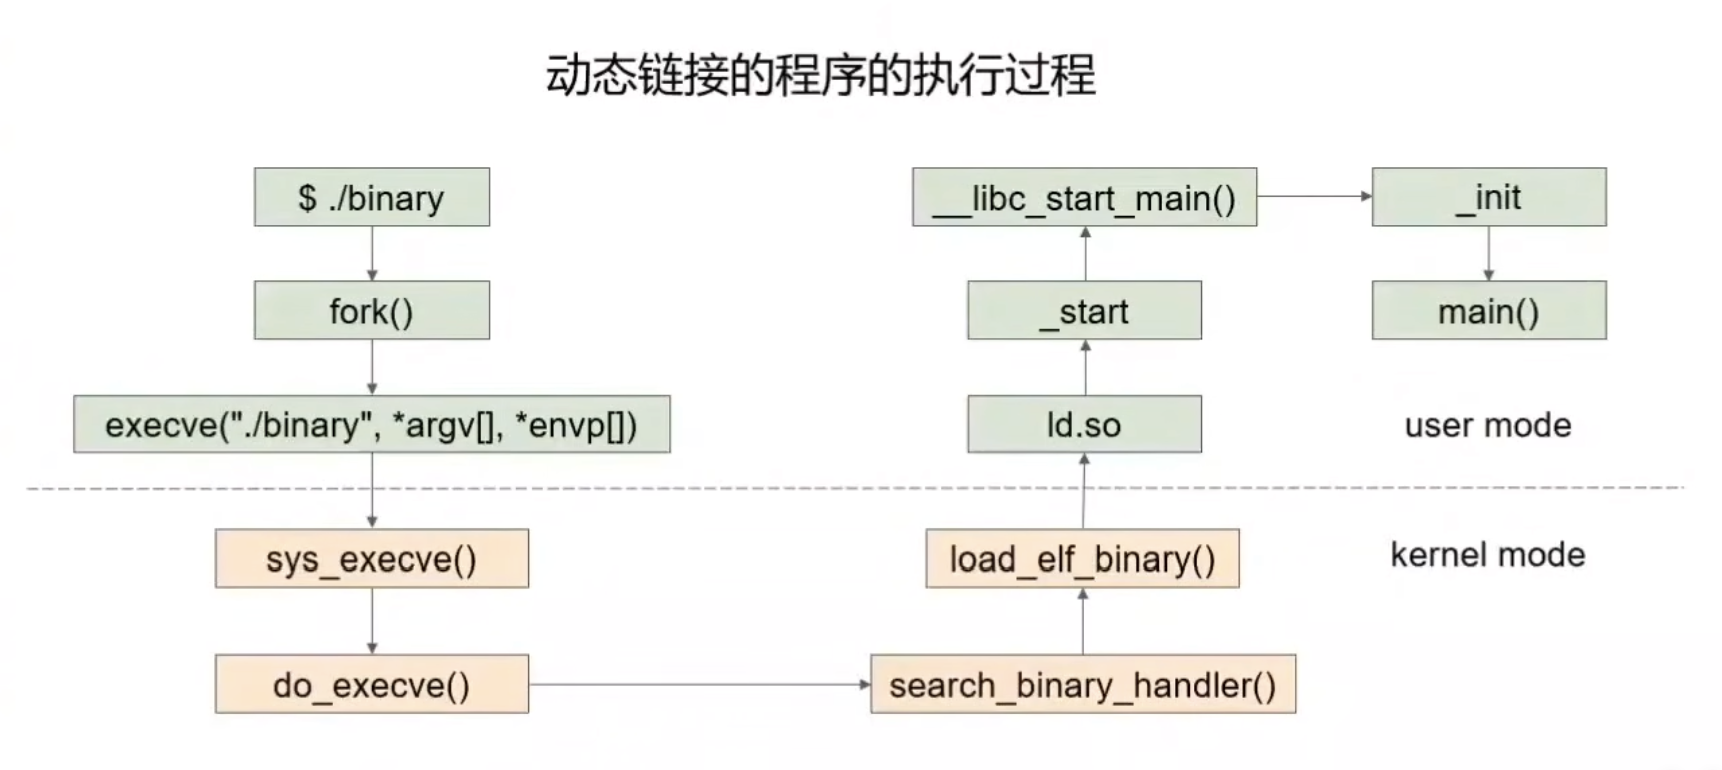 动态链接的程序的执行过程
$ ./binary
fork()
execve("./binary", *argv[], *envp[])
sys_execve()
do_execve()
search_binary_handler()
load_elf_binary()
ld.so
_start
__libc_start_main()
_init
main()
user mode
kernel mode